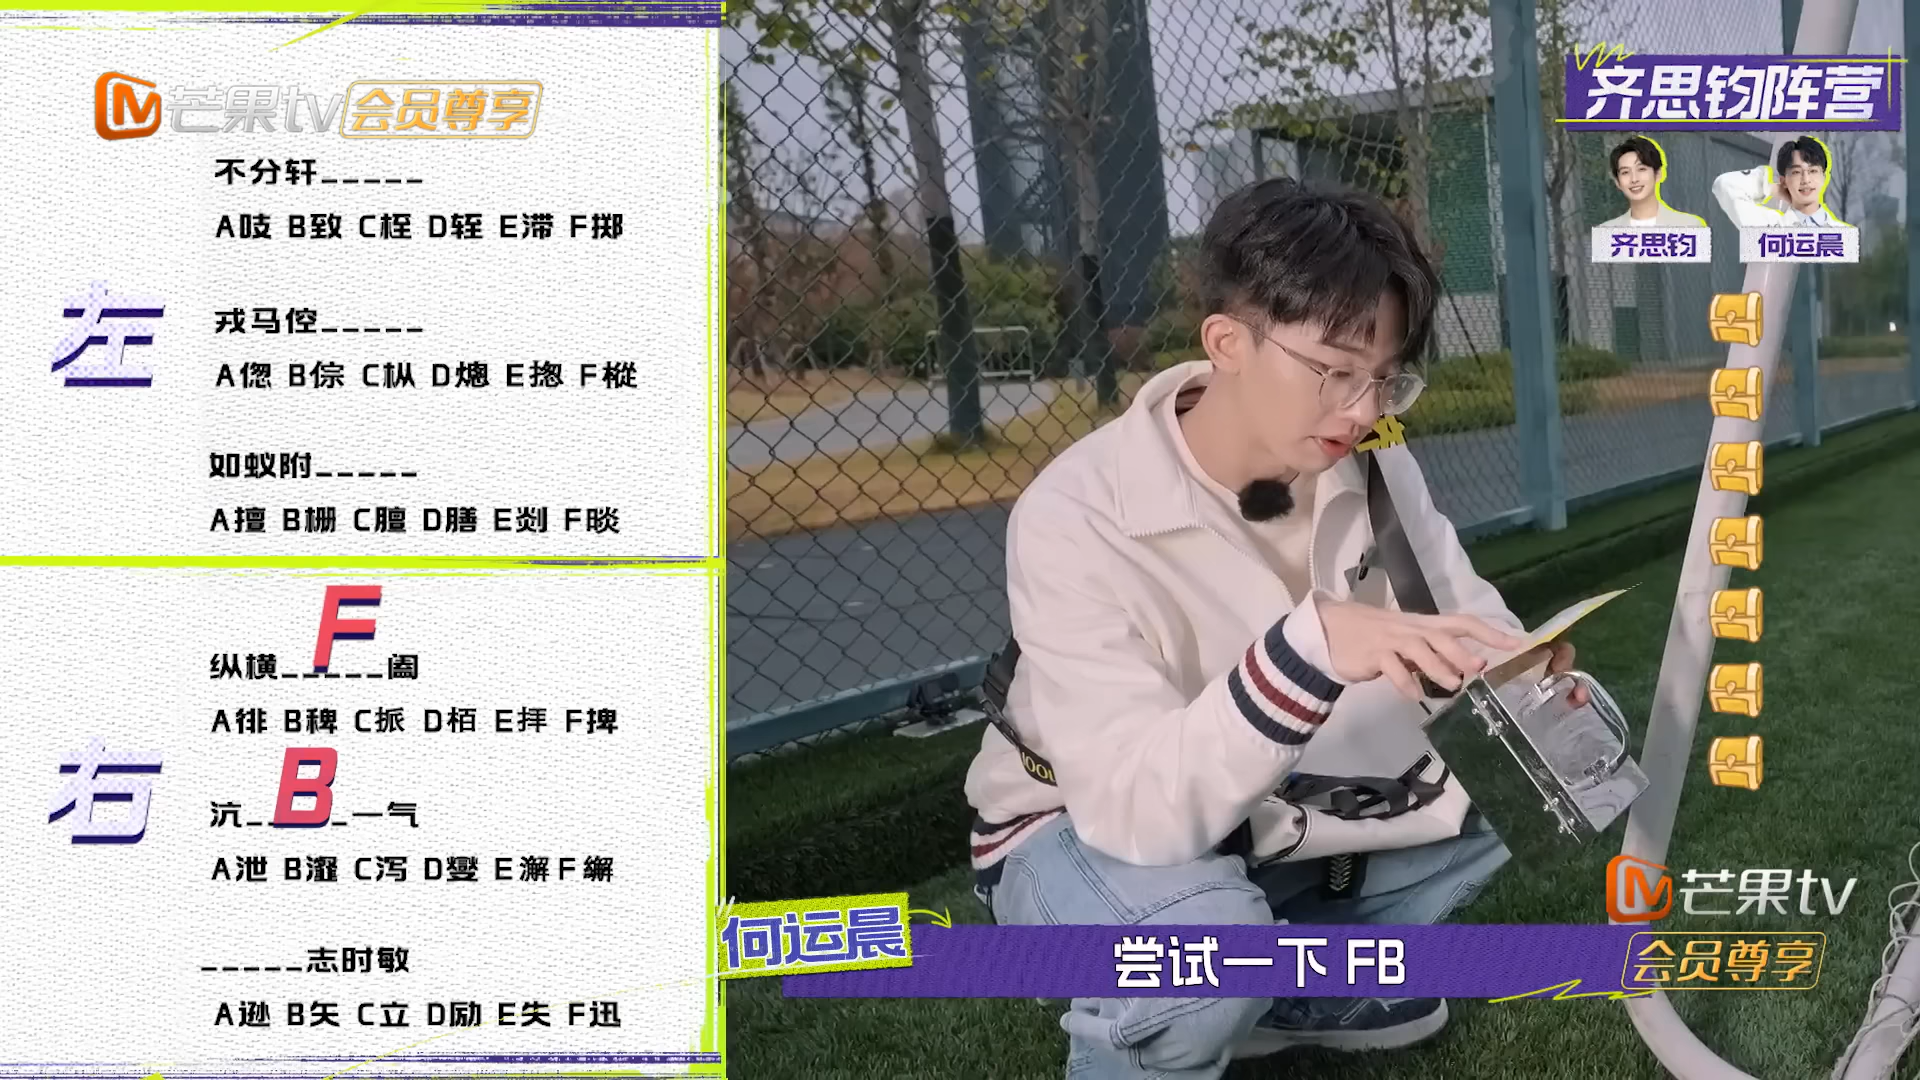 芒果tv 会员尊享
不分轩_____
A吱 B致 C桎 D轾 E滞 F掷
左
戎马倥_____
A偬 B倧 C枞 D熜 E揔 F樅
如蚁附_____
A擅 B栅 C膻 D膳 E剡 F晱
F
纵横_____阖
A徘 B稗 C掋 D栢 E拜 F捭
右
B
沆_____一气
A泄 B瀣 C泻 D燮 E澥 F繲
_____志时敏
A逊 B矢 C立 D励 E失 F迅
齐思钧阵营
齐思钧 何运晨
芒果tv
会员尊享
何运晨
尝试一下 FB